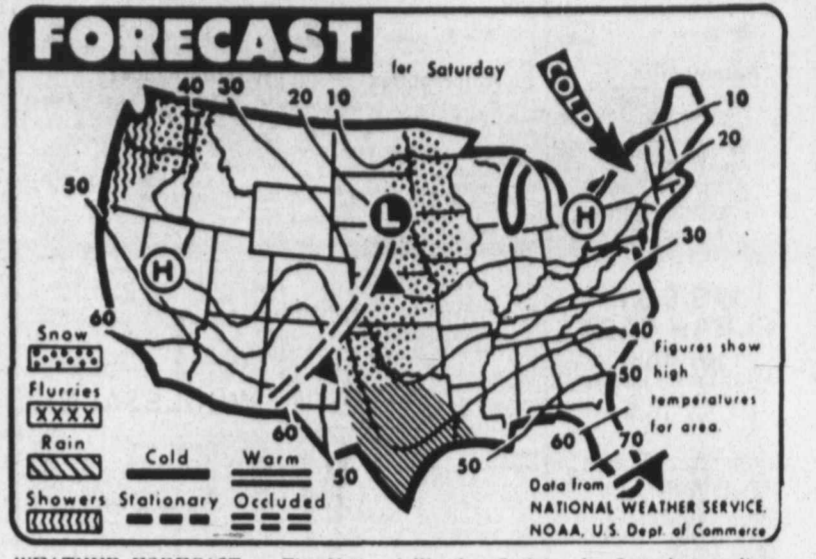 FORECAST
for Saturday
COLD
40 30 20 10
10
20
50
L
H
H
30
60
Snow
40
Figures show
Flurries
50
high
temperatures
Rain
60
60
70
for area.
Cold
Warm
50
50
Data from
Showers
Stationary
Occluded
NATIONAL WEATHER SERVICE.
NOAA, U.S. Dept. of Commerce